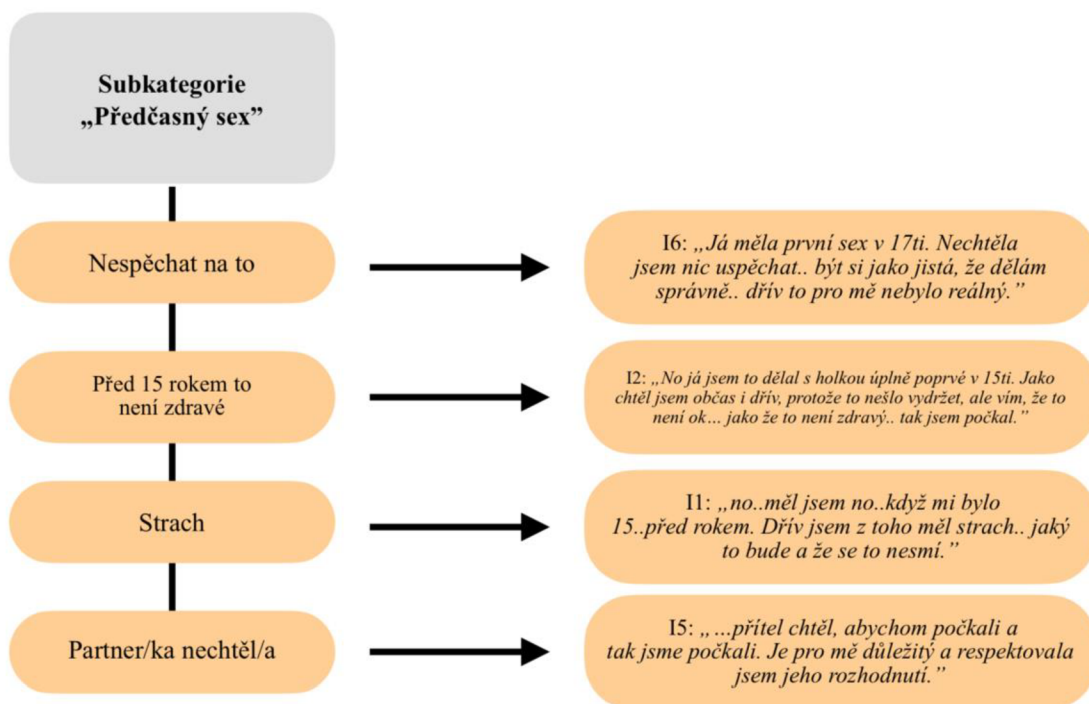 Subkategorie
„Předčasný sex”
Nespěchat na to
I6: „Já měla první sex v 17ti. Nechtěla
jsem nic uspěchat.. být si jako jistá, že dělám
správně.. dřív to pro mě nebylo reálný.”
Před 15 rokem to
není zdravé
I2: „No já jsem to dělal s holkou úplně poprvé v 15ti. Jako
chtěl jsem občas i dřív, protože to nešlo vydržet, ale vím, že to
není ok... jako že to není zdravý.. tak jsem počkal.”
Strach
I1: „no..měl jsem no..když mi bylo
15..před rokem. Dřív jsem z toho měl strach.. jaký
to bude a že se to nesmí.”
Partner/ka nechtěl/a
I5: „...přítel chtěl, abychom počkali a
tak jsme počkali. Je pro mě důležitý a respektovala
jsem jeho rozhodnutí.”